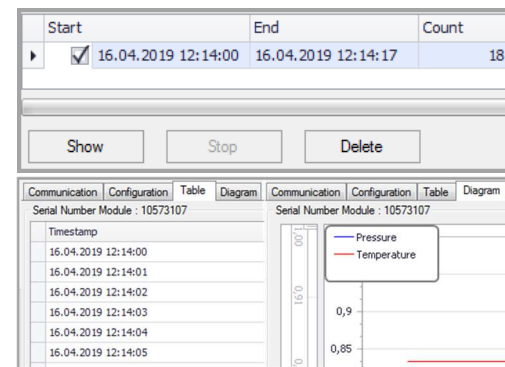 Start End Count
16.04.2019 12:14:00 16.04.2019 12:14:17 18
Show Stop Delete
Communication Configuration Table Diagram
Serial Number Module : 10573107
Timestamp
16.04.2019 12:14:00
16.04.2019 12:14:01
16.04.2019 12:14:02
16.04.2019 12:14:03
16.04.2019 12:14:04
16.04.2019 12:14:05
Communication Configuration Table Diagram
Serial Number Module : 10573107
Pressure
Temperature
1,00
0,91
0,9
0,85